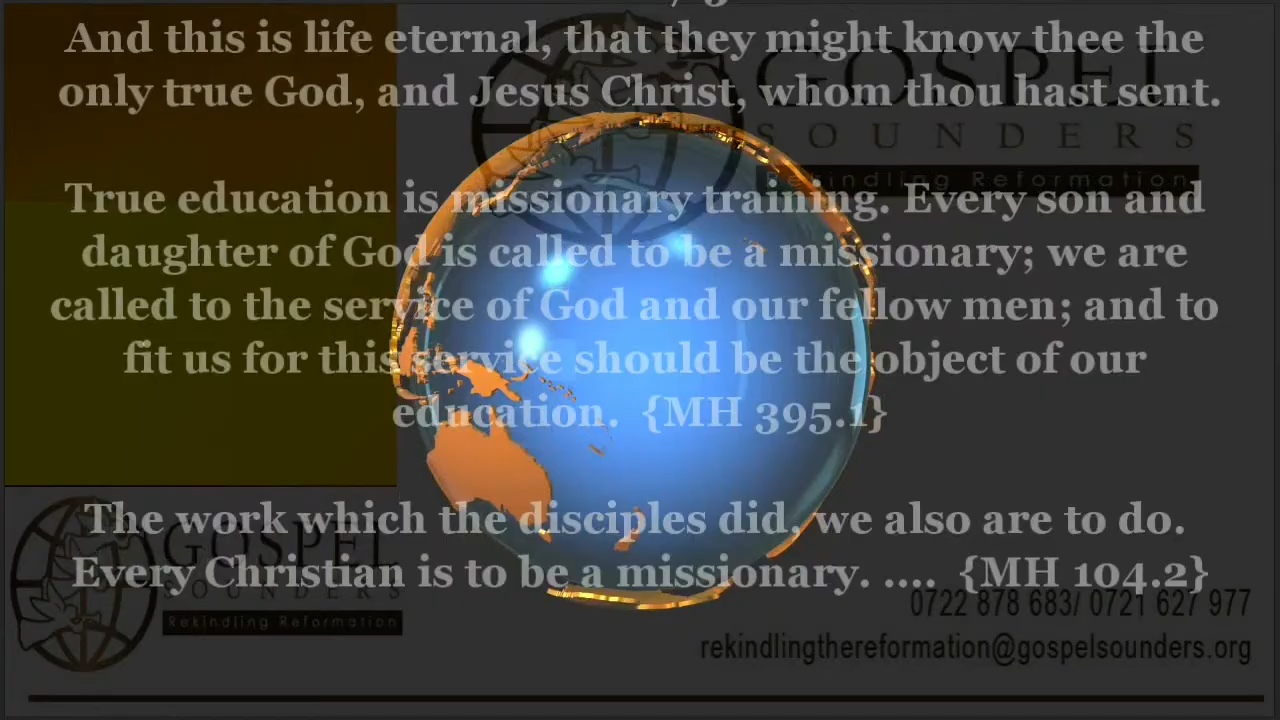 And this is life eternal, that they might know thee the
only true God, and Jesus Christ, whom thou hast sent.
GOSPEL
SOUNDERS
Rekindling Reformation
True education is missionary training. Every son and
daughter of God is called to be a missionary; we are
called to the service of God and our fellow men; and to
fit us for this service should be the object of our
education. {MH 395.1}
The work which the disciples did, we also are to do.
Every Christian is to be a missionary. .... {MH 104.2}
GOSPEL
SOUNDERS
Rekindling Reformation
0722 878 683/ 0721 627 977
rekindlingthereformation@gospelsounders.org